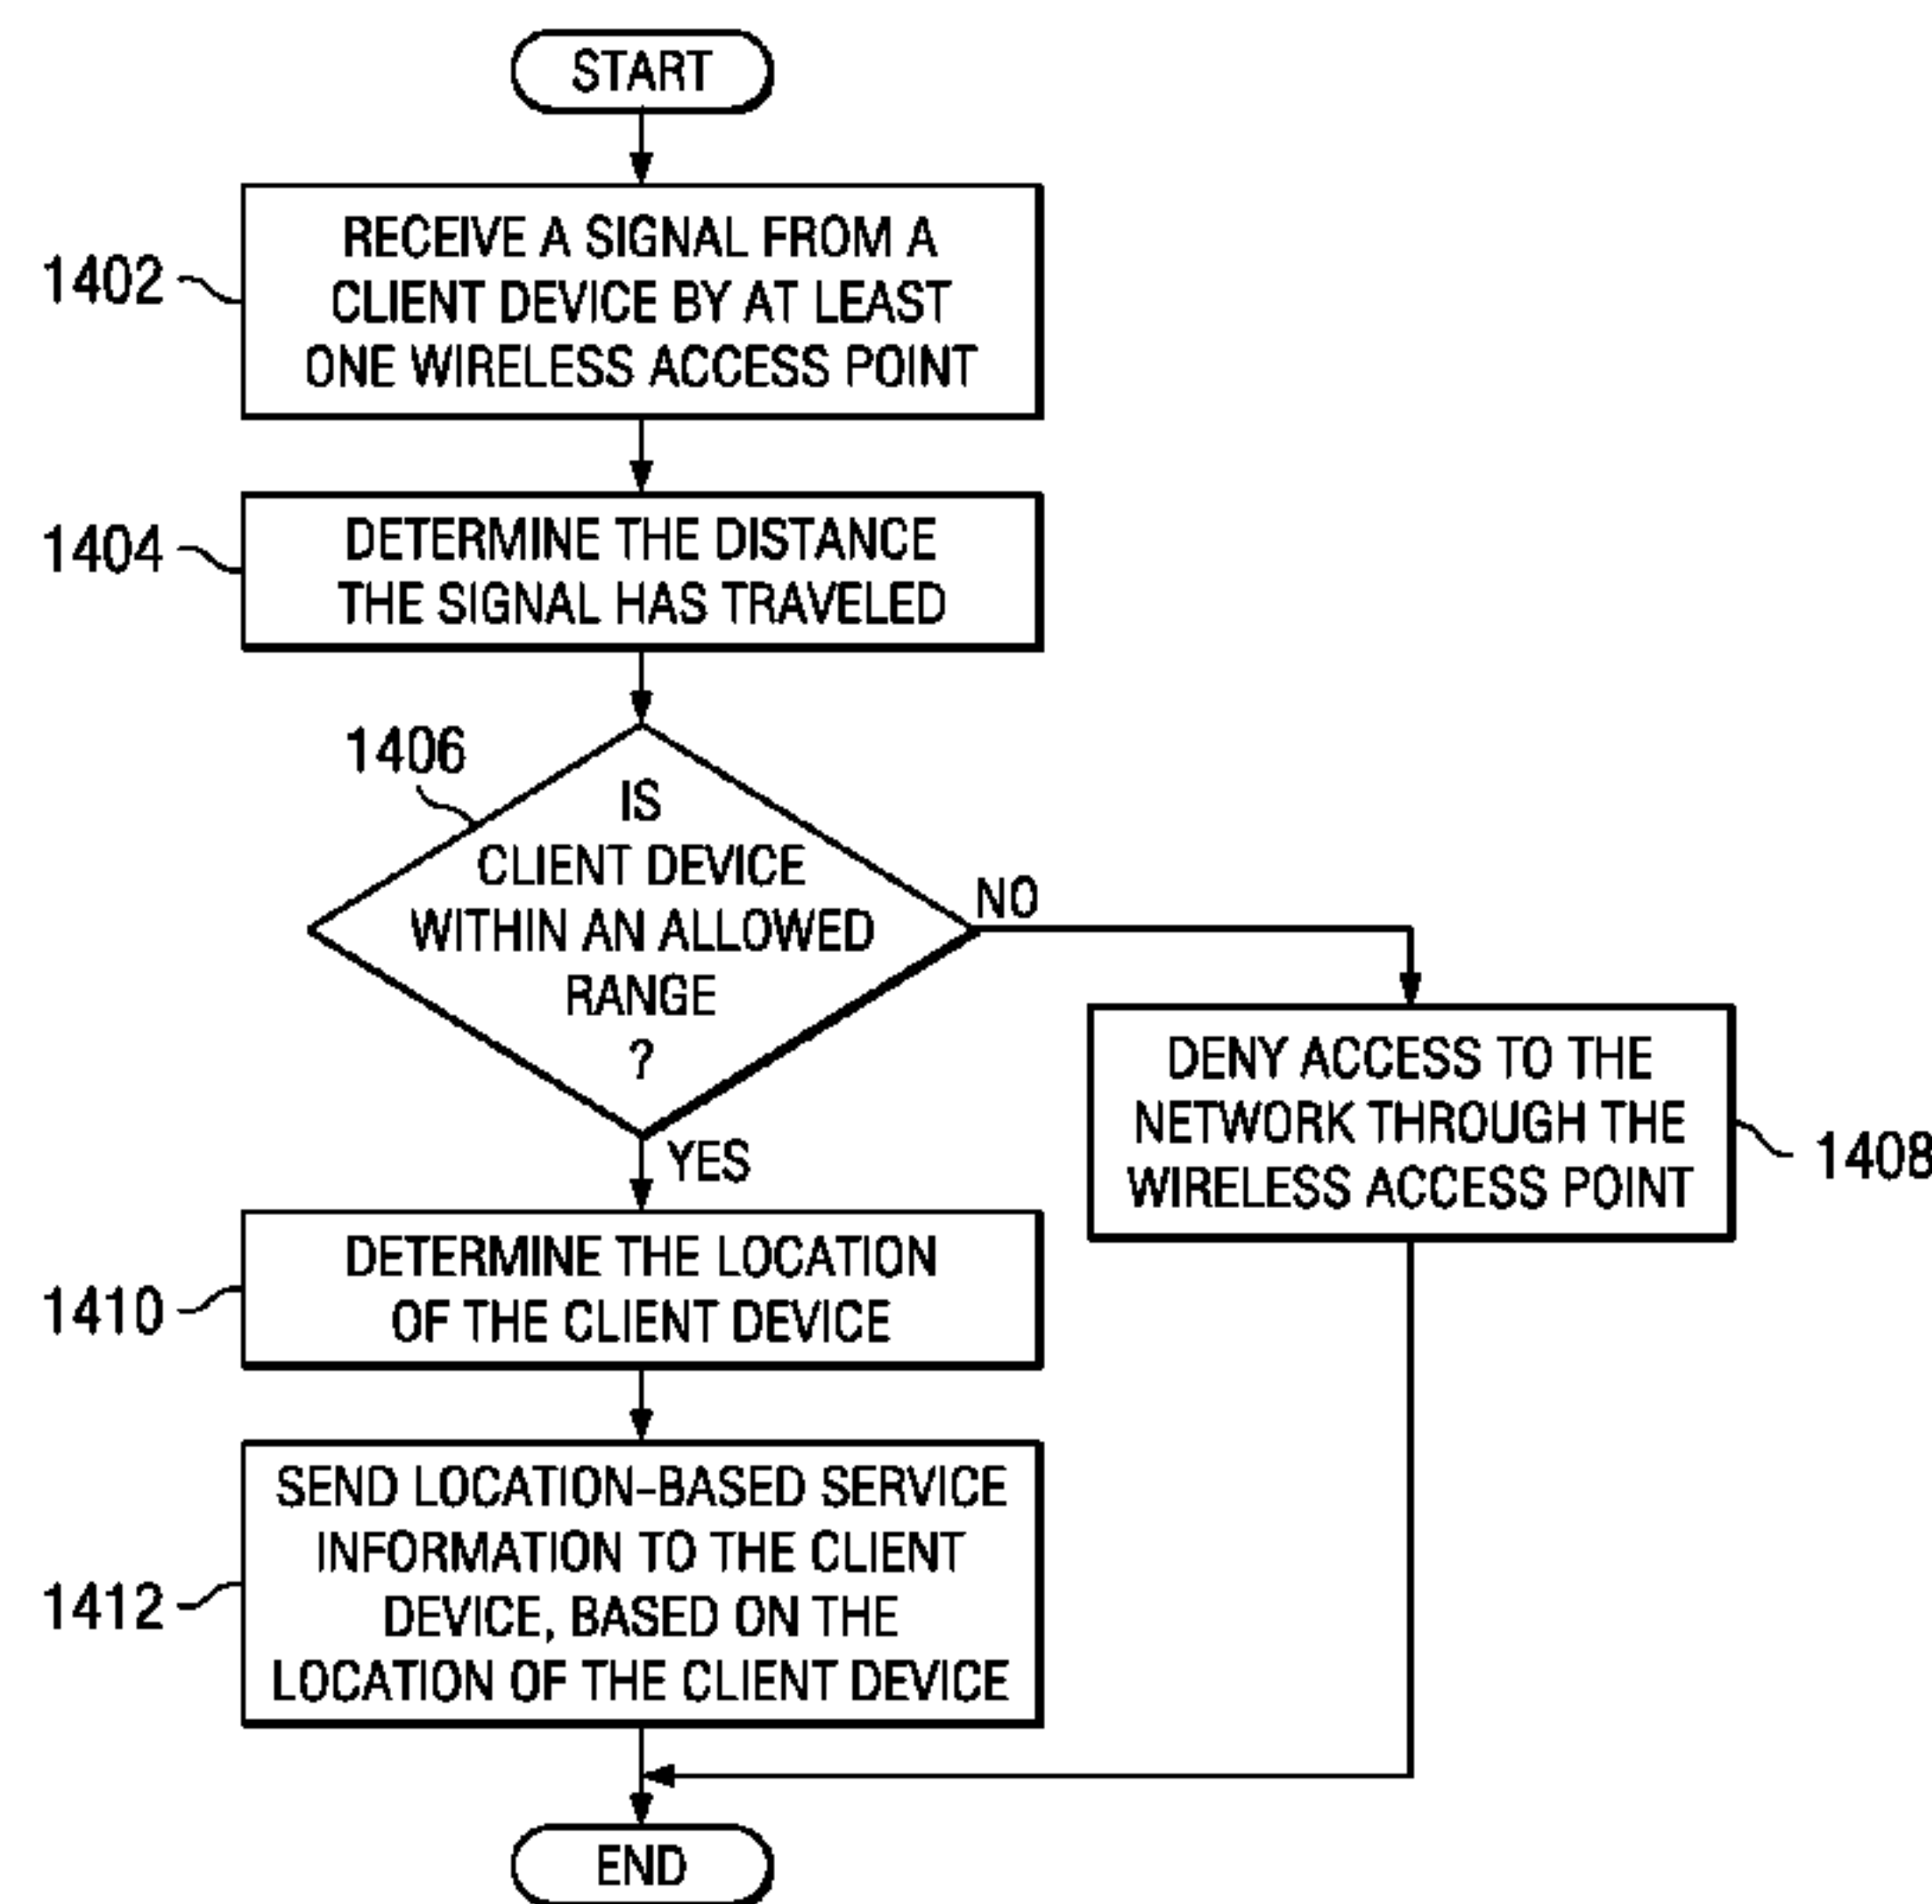 START
1402
RECEIVE A SIGNAL FROM A
CLIENT DEVICE BY AT LEAST
ONE WIRELESS ACCESS POINT
1404
DETERMINE THE DISTANCE
THE SIGNAL HAS TRAVELED
1406
IS
CLIENT DEVICE
WITHIN AN ALLOWED
RANGE
?
NO
DENY ACCESS TO THE
NETWORK THROUGH THE
WIRELESS ACCESS POINT
1408
YES
1410
DETERMINE THE LOCATION
OF THE CLIENT DEVICE
1412
SEND LOCATION-BASED SERVICE
INFORMATION TO THE CLIENT
DEVICE, BASED ON THE
LOCATION OF THE CLIENT DEVICE
END